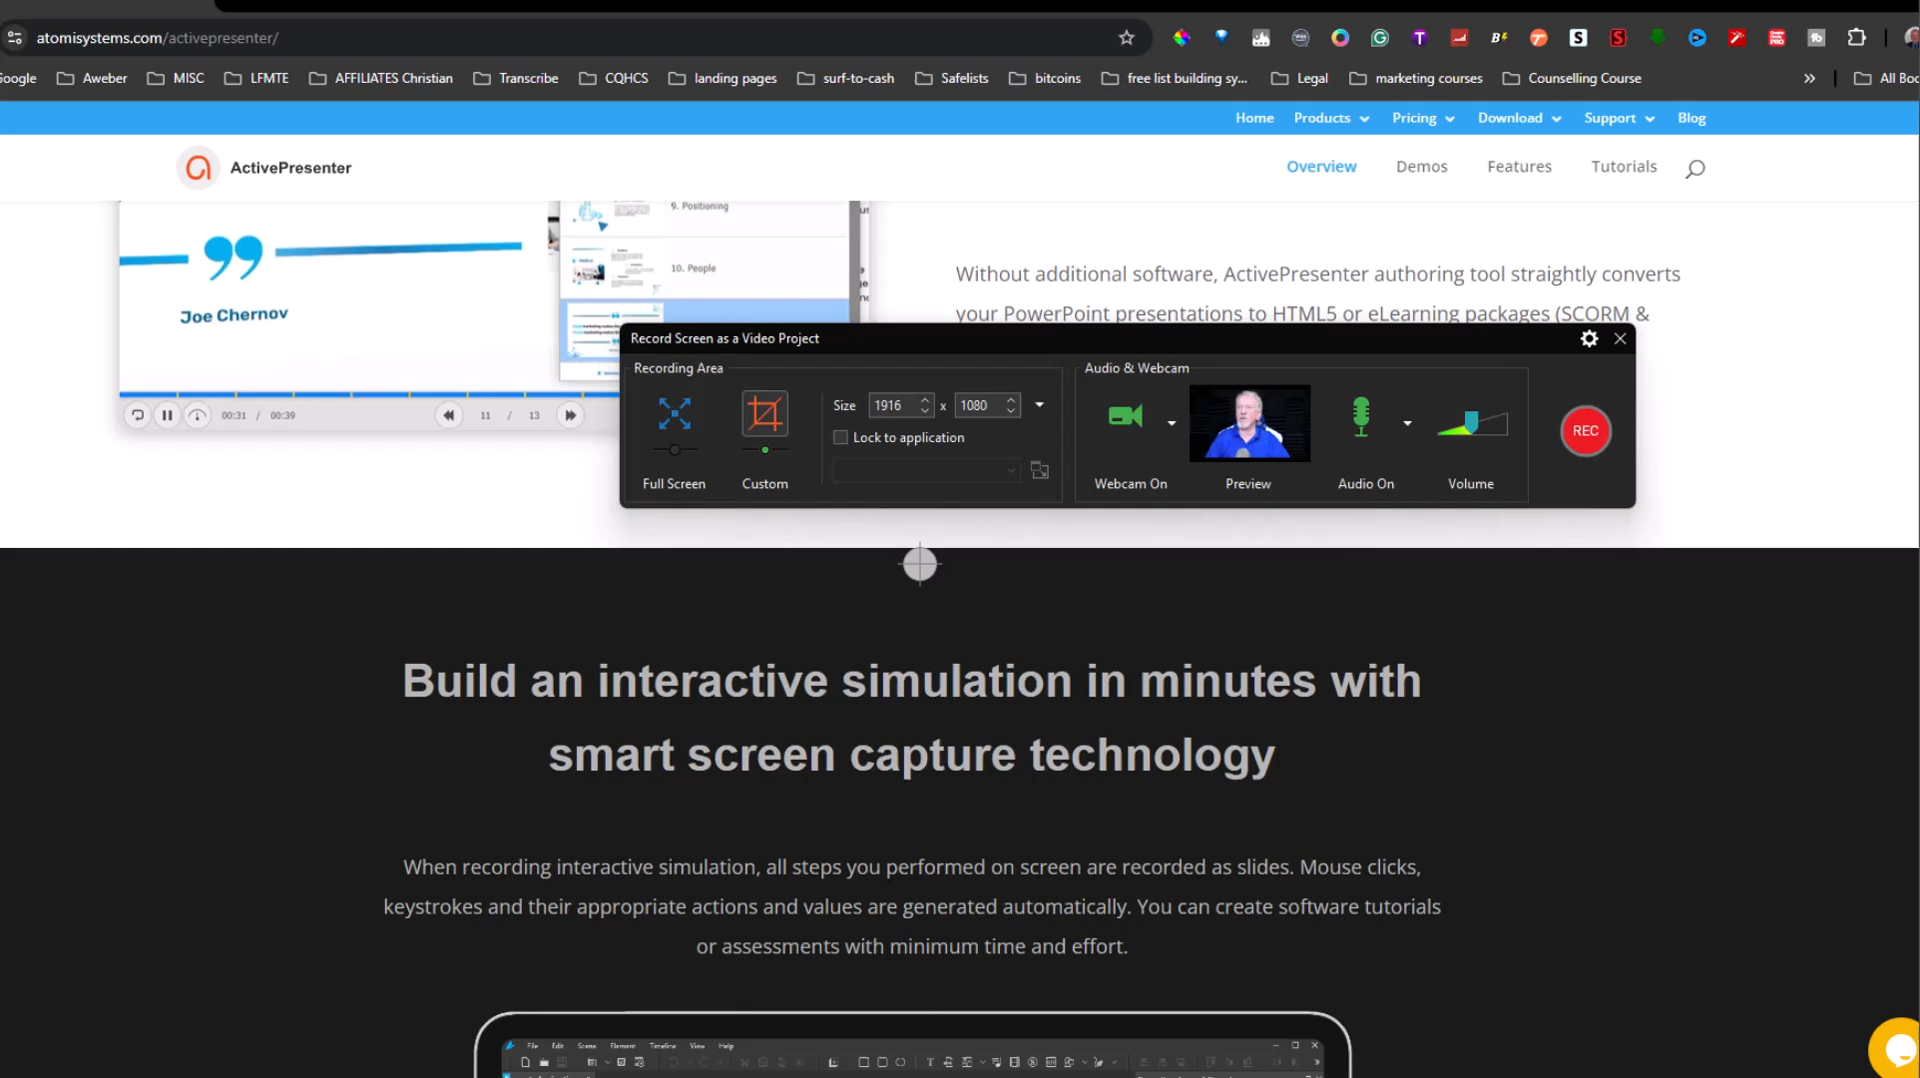 atomisystems.com/activepresenter/
Google
Aweber
MISC
LFMTE
AFFILIATES Christian
Transcribe
CQHCS
landing pages
surf-to-cash
Safelists
bitcoins
free list building sy...
Legal
marketing courses
Counselling Course
»
All Boo
Home
Products
Pricing
Download
Support
Blog
ActivePresenter
Overview
Demos
Features
Tutorials
9. Positioning
10. People
Joe Chernov
00:31 / 00:39
11 / 13
Without additional software, ActivePresenter authoring tool straightly converts
your PowerPoint presentations to HTML5 or eLearning packages (SCORM &
Record Screen as a Video Project
Recording Area
Audio & Webcam
Size 1916 x 1080
Lock to application
Full Screen
Custom
Webcam On
Preview
Audio On
Volume
REC
Build an interactive simulation in minutes with
smart screen capture technology
When recording interactive simulation, all steps you performed on screen are recorded as slides. Mouse clicks,
keystrokes and their appropriate actions and values are generated automatically. You can create software tutorials
or assessments with minimum time and effort.
File Edit Scene Element Timeline View Help